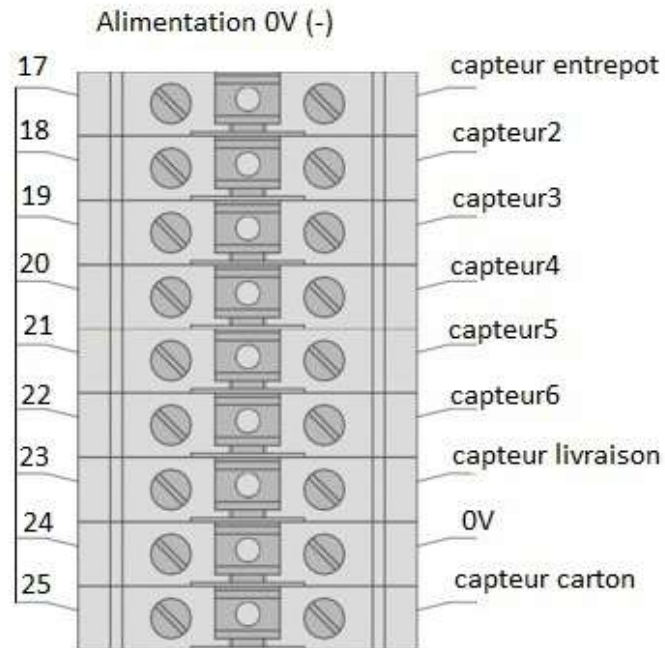 Alimentation 0V (-)
17 capteur entrepot
18 capteur2
19 capteur3
20 capteur4
21 capteur5
22 capteur6
23 capteur livraison
24 0V
25 capteur carton